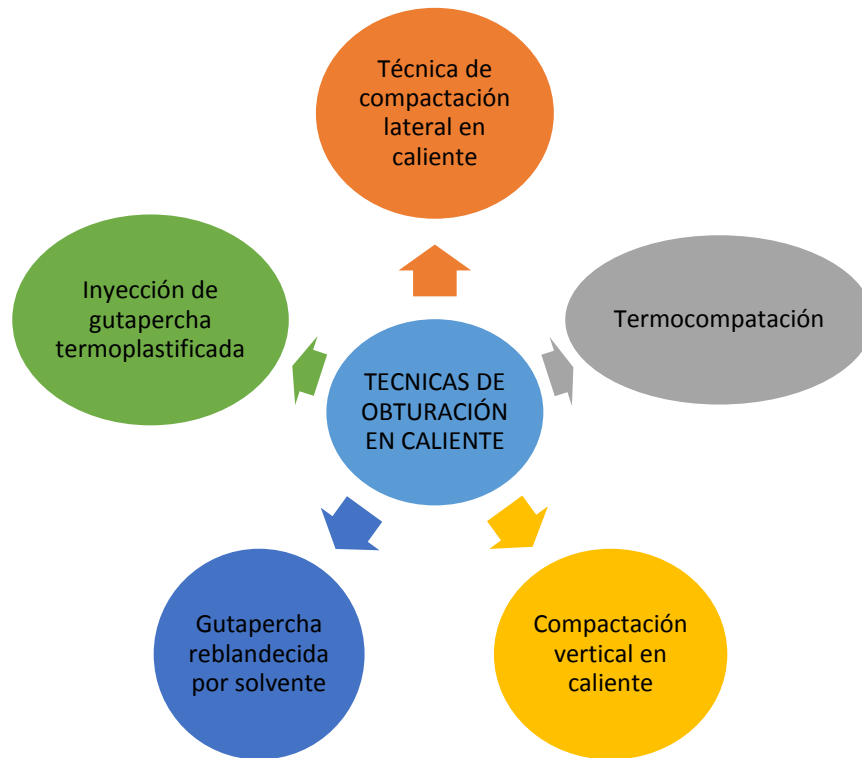 Técnica de
compactación
lateral en
caliente
Inyección de
gutapercha
termoplastificada
Termocompatación
TECNICAS DE
OBTURACIÓN
EN CALIENTE
Gutapercha
reblandecida
por solvente
Compactación
vertical en
caliente